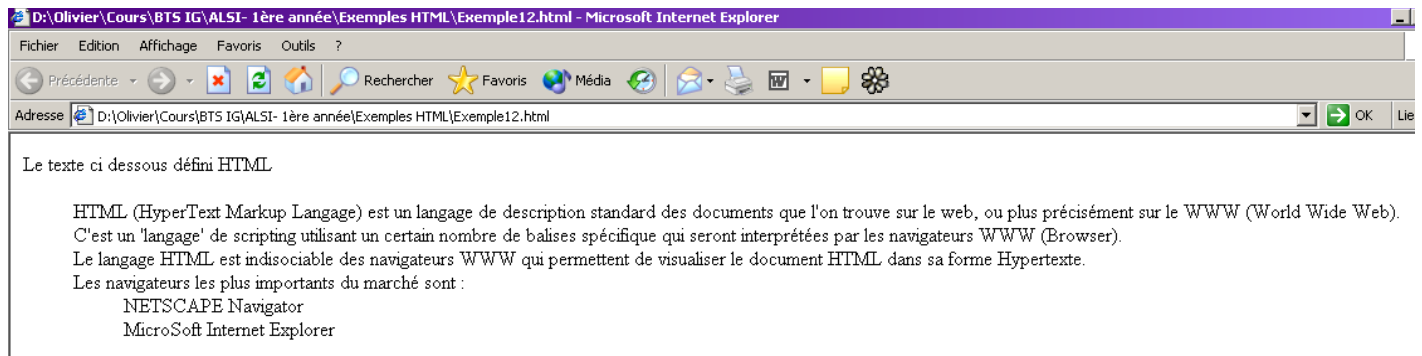 D:\Olivier\Cours\BTS IG\ALSI- 1ère année\Exemples HTML\Exemple12.html - Microsoft Internet Explorer
Fichier Edition Affichage Favoris Outils ?
Précédente Rechercher Favoris Média
Adresse D:\Olivier\Cours\BTS IG\ALSI- 1ère année\Exemples HTML\Exemple12.html OK Lie
Le texte ci dessous défini HTML
HTML (HyperText Markup Langage) est un langage de description standard des documents que l'on trouve sur le web, ou plus précisément sur le WWW (World Wide Web).
C'est un 'langage' de scripting utilisant un certain nombre de balises spécifique qui seront interprétées par les navigateurs WWW (Browser).
Le langage HTML est indisociable des navigateurs WWW qui permettent de visualiser le document HTML dans sa forme Hypertexte.
Les navigateurs les plus importants du marché sont :
NETSCAPE Navigator
MicroSoft Internet Explorer